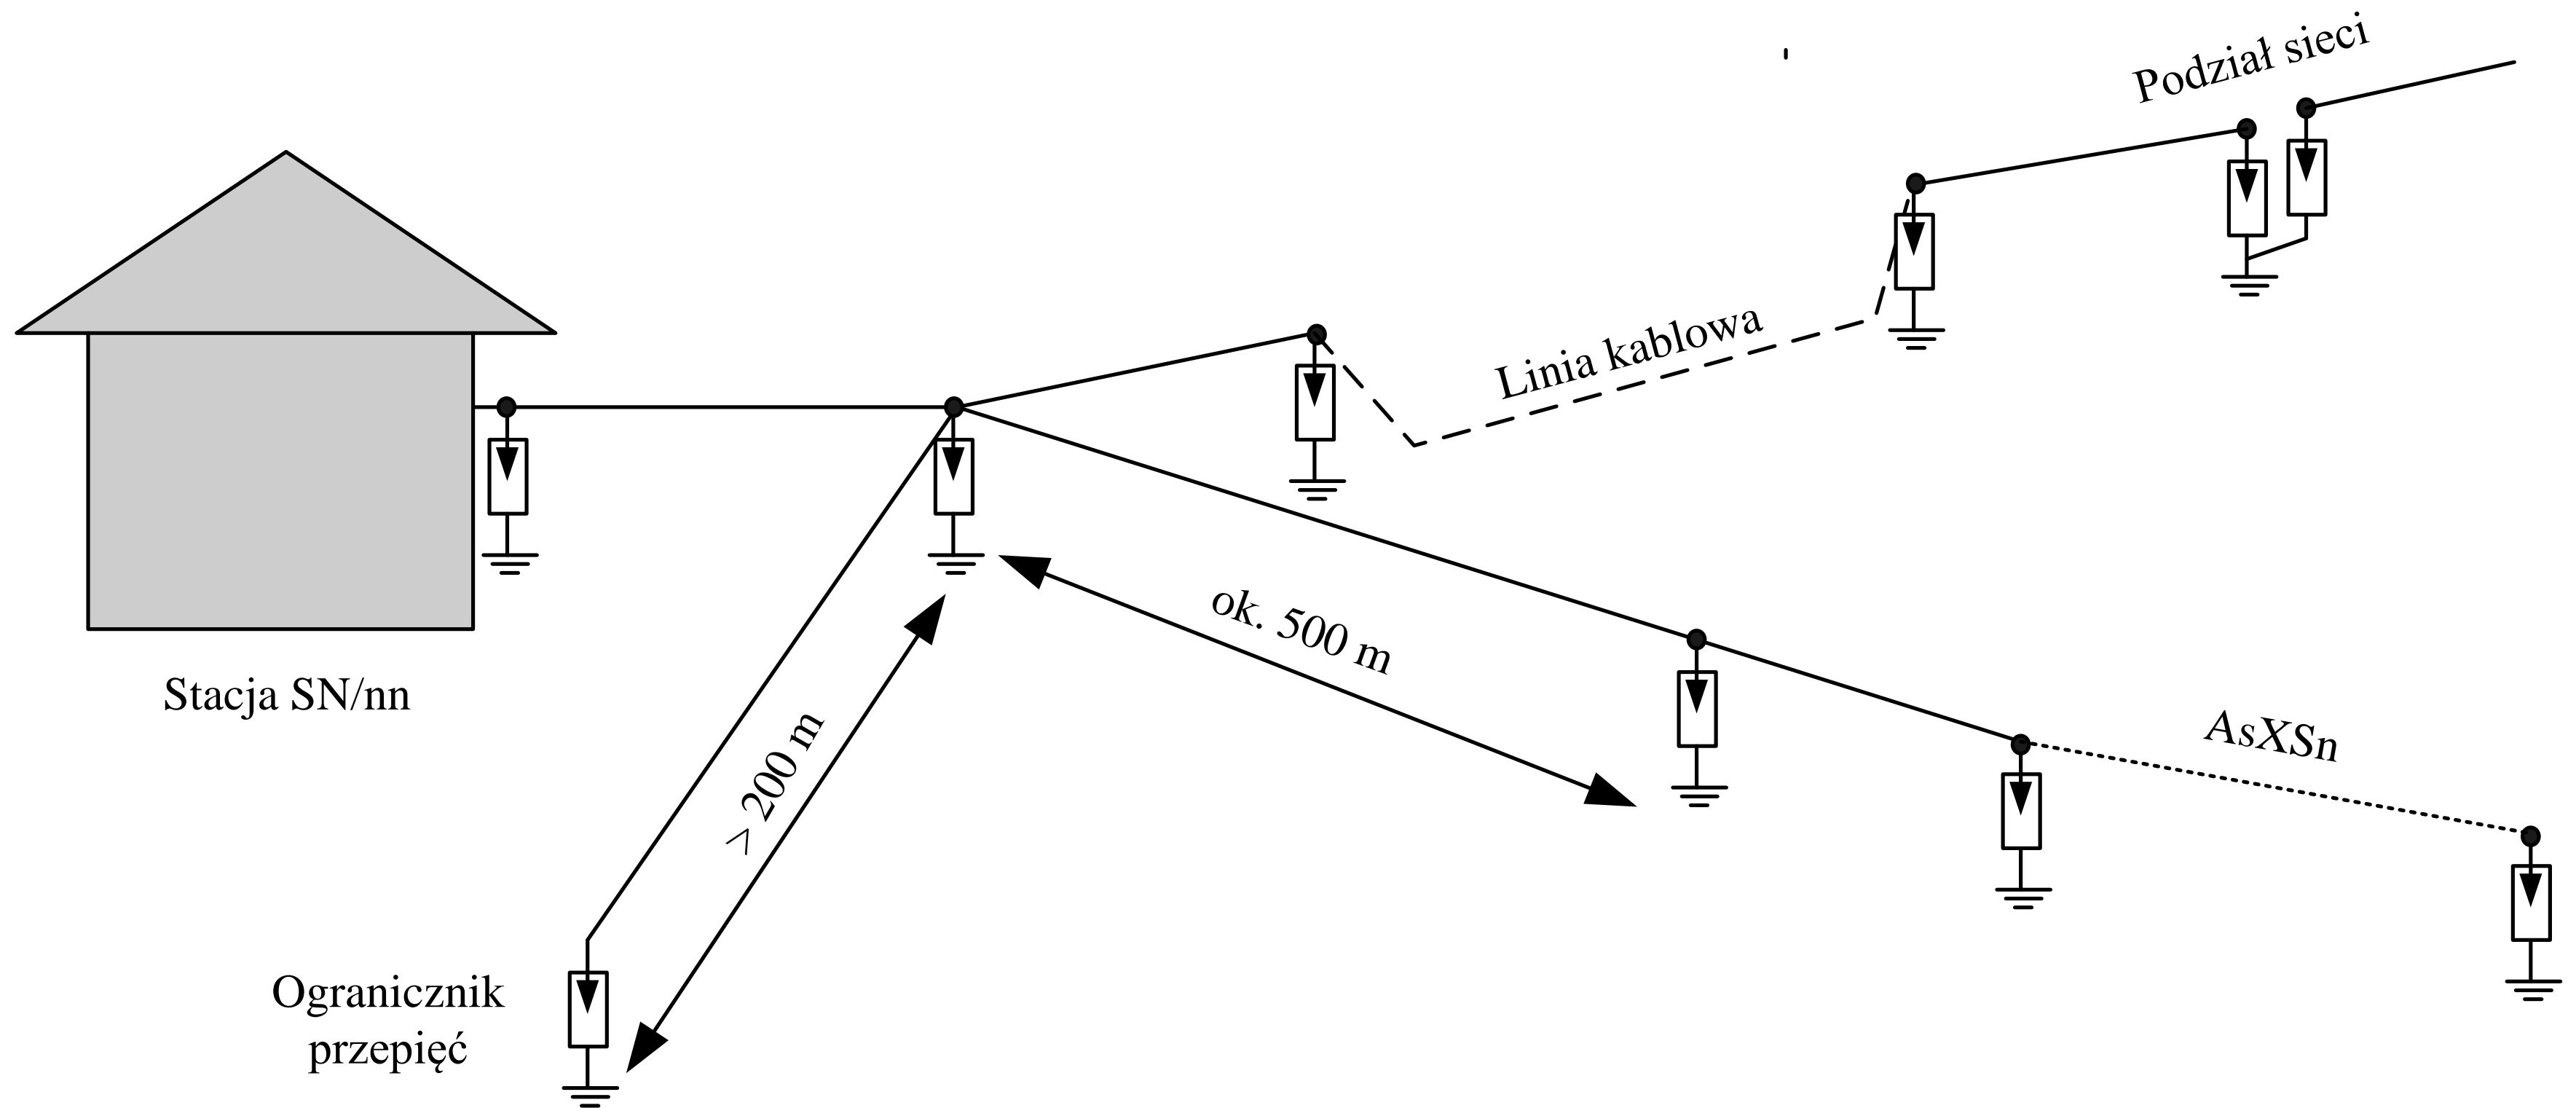 Podział sieci
Linia kablowa
ok. 500 m
Stacja SN/nn
> 200 m
AsXSn
Ogranicznik
przepięć